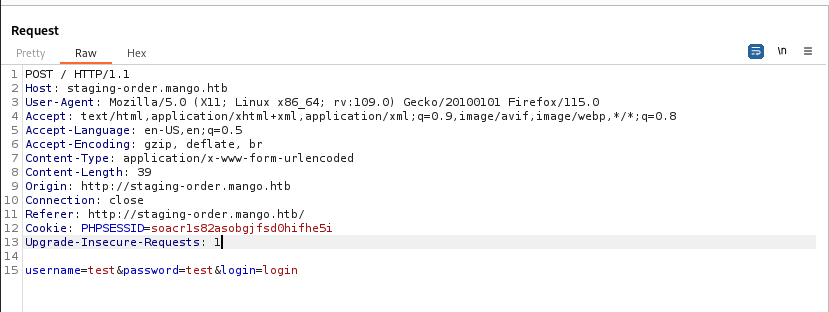 Request
Pretty Raw Hex \n
1 POST / HTTP/1.1
2 Host: staging-order.mango.htb
3 User-Agent: Mozilla/5.0 (X11; Linux x86_64; rv:109.0) Gecko/20100101 Firefox/115.0
4 Accept: text/html,application/xhtml+xml,application/xml;q=0.9,image/avif,image/webp,*/*;q=0.8
5 Accept-Language: en-US,en;q=0.5
6 Accept-Encoding: gzip, deflate, br
7 Content-Type: application/x-www-form-urlencoded
8 Content-Length: 39
9 Origin: http://staging-order.mango.htb
10 Connection: close
11 Referer: http://staging-order.mango.htb/
12 Cookie: PHPSESSID=soacr1s82asobgjfsd0hifhe5i
13 Upgrade-Insecure-Requests: 1
14
15 username=test&password=test&login=login